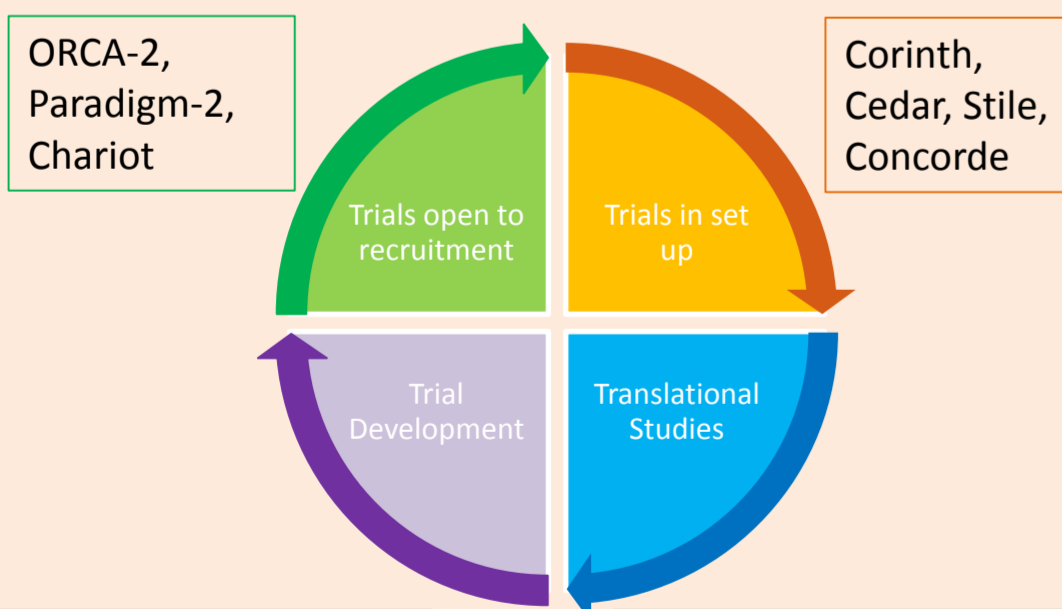 ORCA-2,
Paradigm-2,
Chariot
Corinth,
Cedar, Stile,
Concorde
Trials open to
recruitment
Trials in set
up
Trial
Development
Translational
Studies